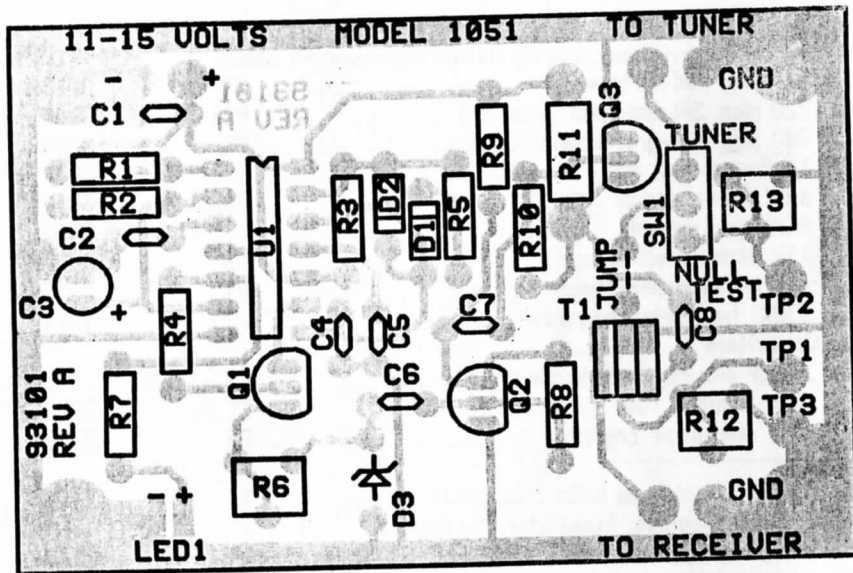 11-15 VOLTS MODEL 1051 TO TUNER
- + GND
C1 93101 Q3
REV A R9 R11 TUNER
R1 R3 D2 R5 R13
R2 U1 D1 R10 SW1
C2 JUMP NULL
C3 + TEST TP2
R4 C4 C5 C7 T1 C8
TP1
93101 R7 Q1 C6 Q2 R8 TP3
REV A R12
R6
- + D3 GND
LED1 TO RECEIVER